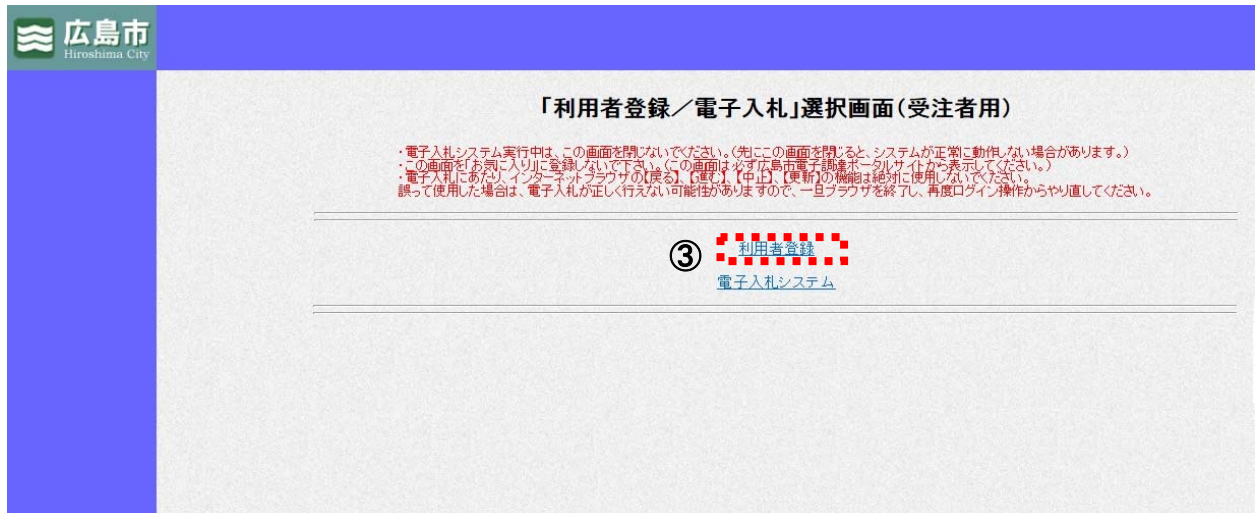 広島市
Hiroshima City
「利用者登録／電子入札」選択画面（受注者用）
・電子入札システム実行中は、この画面を閉じないでください。（先にこの画面を閉じると、システムが正常に動作しない場合があります。）
・この画面を「お気に入り」に登録しないで下さい。（この画面は必ず広島市電子調達ポータルサイトから表示してください。）
・電子入札にあたり、インターネットブラウザの【戻る】、【進む】、【中止】、【更新】の機能は絶対に使用しないでください。
誤って使用した場合は、電子入札が正しく行えない可能性がありますので、一旦ブラウザを終了し、再度ログイン操作からやり直してください。
③ 利用者登録
電子入札システム